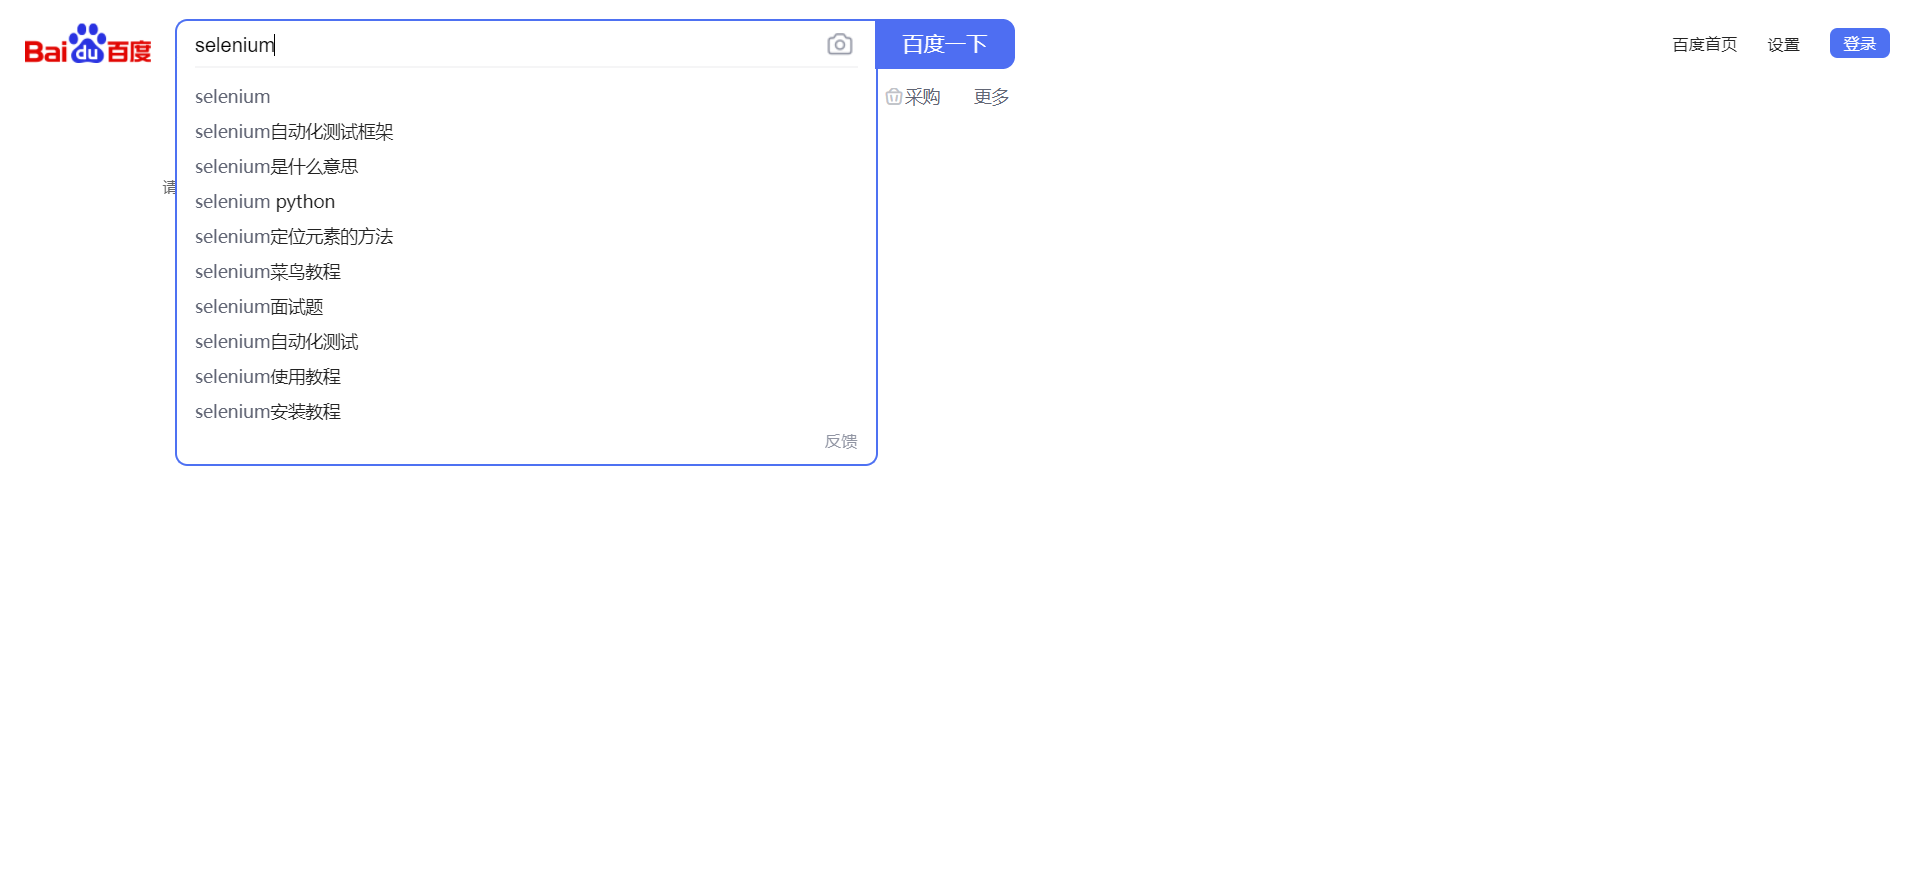 Bai du 百度
selenium
百度一下
百度首页
设置
登录
selenium
采购
更多
selenium自动化测试框架
selenium是什么意思
请
selenium python
selenium定位元素的方法
selenium菜鸟教程
selenium面试题
selenium自动化测试
selenium使用教程
selenium安装教程
反馈